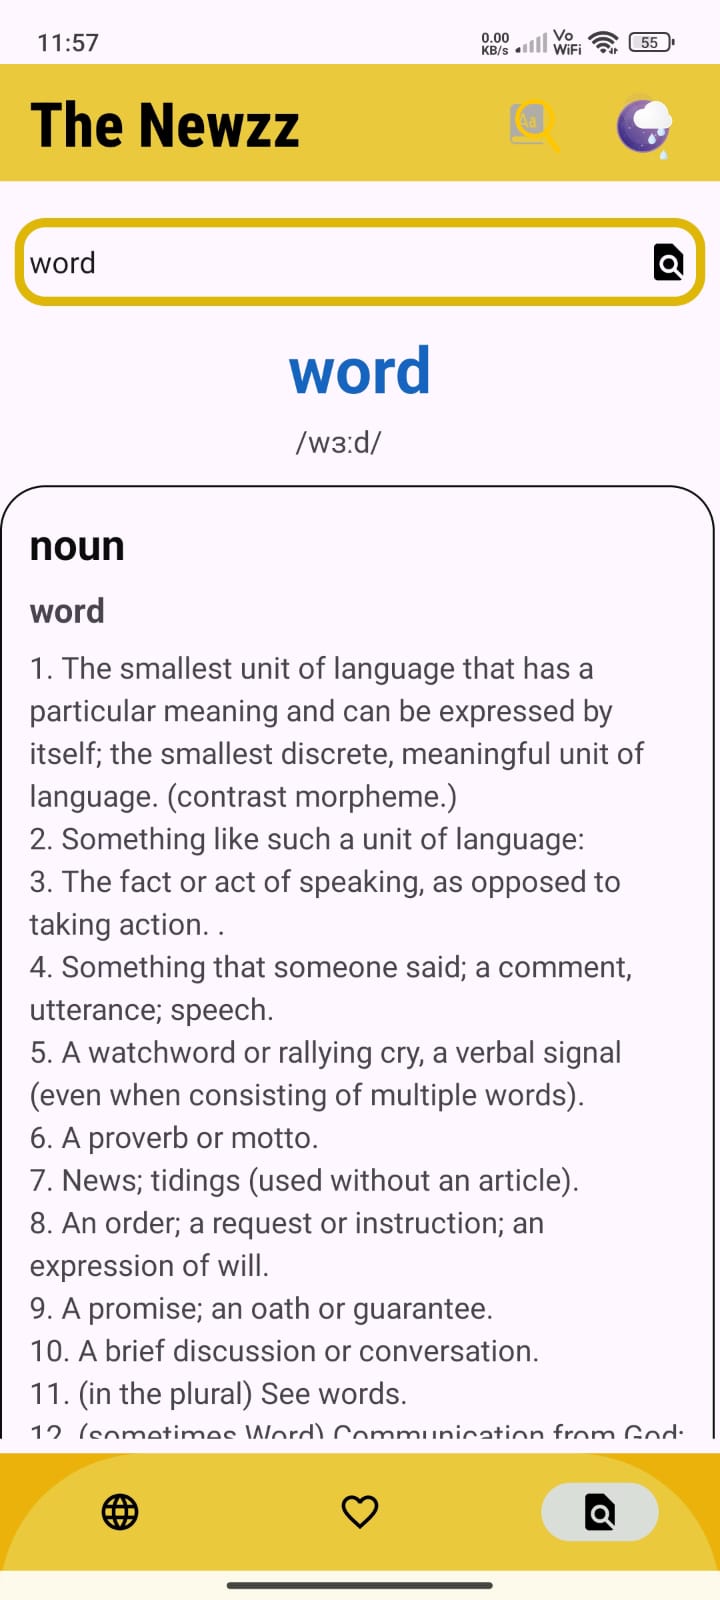 11:57
0.00 KB/s
Vo WiFi
55
The Newzz
Aa
word
word
/wɜːd/
noun
word
1. The smallest unit of language that has a
particular meaning and can be expressed by
itself; the smallest discrete, meaningful unit of
language. (contrast morpheme.)
2. Something like such a unit of language:
3. The fact or act of speaking, as opposed to
taking action. .
4. Something that someone said; a comment,
utterance; speech.
5. A watchword or rallying cry, a verbal signal
(even when consisting of multiple words).
6. A proverb or motto.
7. News; tidings (used without an article).
8. An order; a request or instruction; an
expression of will.
9. A promise; an oath or guarantee.
10. A brief discussion or conversation.
11. (in the plural) See words.
12. (sometimes Word) Communication from God;